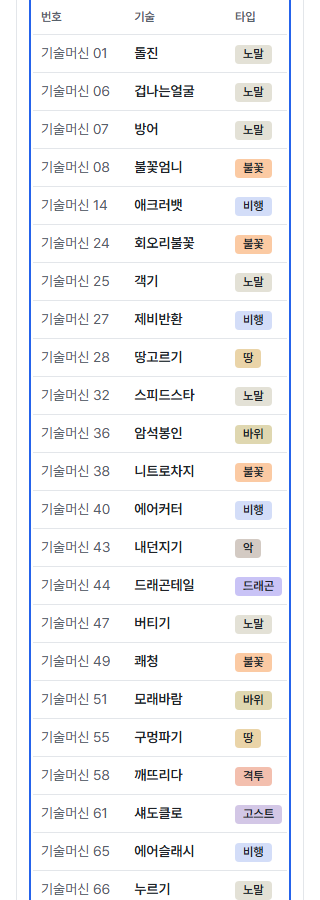 번호 기술 타입
기술머신 01 돌진 노말
기술머신 06 겁나는얼굴 노말
기술머신 07 방어 노말
기술머신 08 불꽃엄니 불꽃
기술머신 14 애크러뱃 비행
기술머신 24 회오리불꽃 불꽃
기술머신 25 객기 노말
기술머신 27 제비반환 비행
기술머신 28 땅고르기 땅
기술머신 32 스피드스타 노말
기술머신 36 암석봉인 바위
기술머신 38 니트로차지 불꽃
기술머신 40 에어커터 비행
기술머신 43 내던지기 악
기술머신 44 드래곤테일 드래곤
기술머신 47 버티기 노말
기술머신 49 쾌청 불꽃
기술머신 51 모래바람 바위
기술머신 55 구멍파기 땅
기술머신 58 깨뜨리다 격투
기술머신 61 섀도클로 고스트
기술머신 65 에어슬래시 비행
기술머신 66 누르기 노말